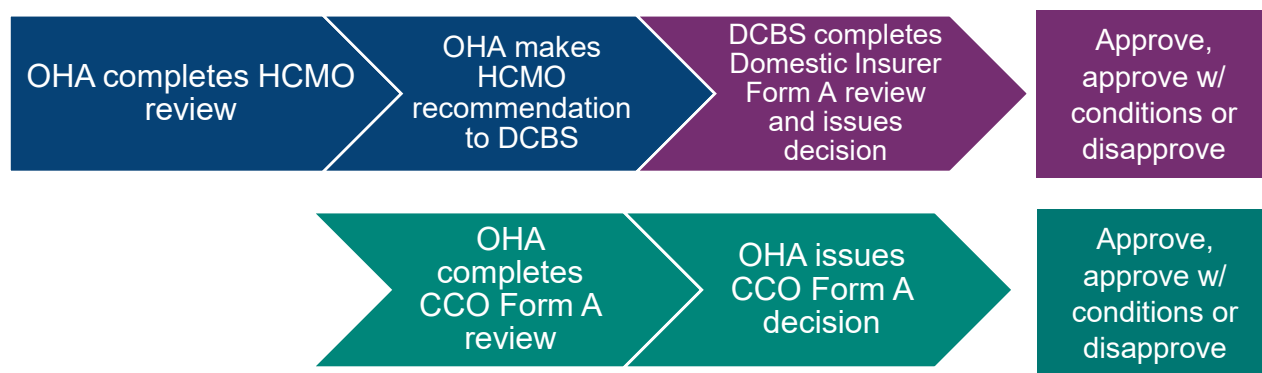 OHA completes HCMO
review
OHA makes
HCMO
recommendation
to DCBS
DCBS completes
Domestic Insurer
Form A review
and issues
decision
Approve,
approve w/
conditions or
disapprove
OHA
completes
CCO Form A
review
OHA issues
CCO Form A
decision
Approve,
approve w/
conditions or
disapprove